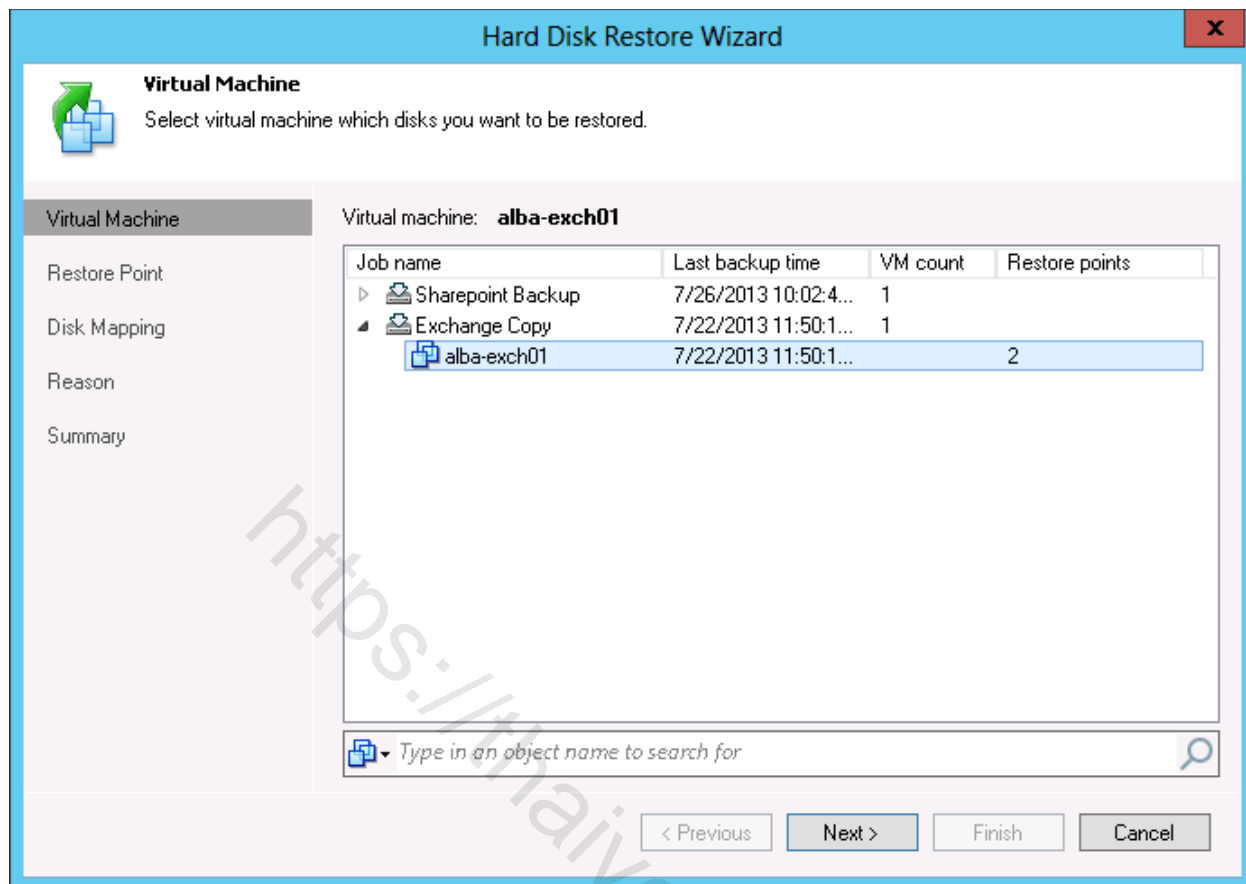 Hard Disk Restore Wizard
x
Virtual Machine
Select virtual machine which disks you want to be restored.
Virtual Machine
Restore Point
Disk Mapping
Reason
Summary
Virtual machine: alba-exch01
Job name Last backup time VM count Restore points
Sharepoint Backup 7/26/2013 10:02:4... 1
Exchange Copy 7/22/2013 11:50:1... 1
alba-exch01 7/22/2013 11:50:1... 2
Type in an object name to search for
< Previous Next > Finish Cancel